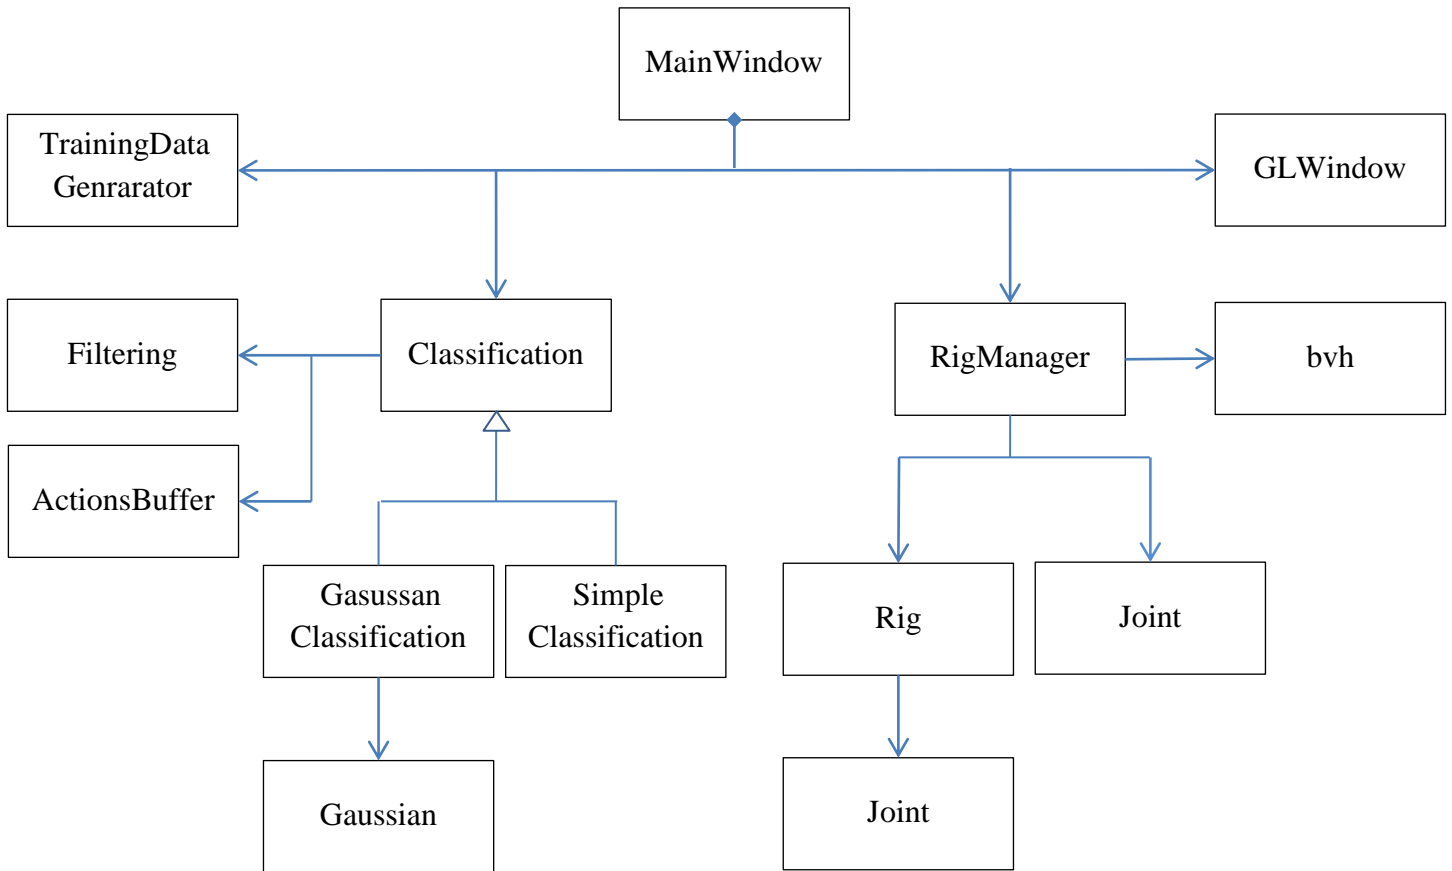 MainWindow
TrainingData
Genrarator
GLWindow
Filtering
Classification
RigManager
bvh
ActionsBuffer
Gasussan
Classification
Simple
Classification
Rig
Joint
Gaussian
Joint